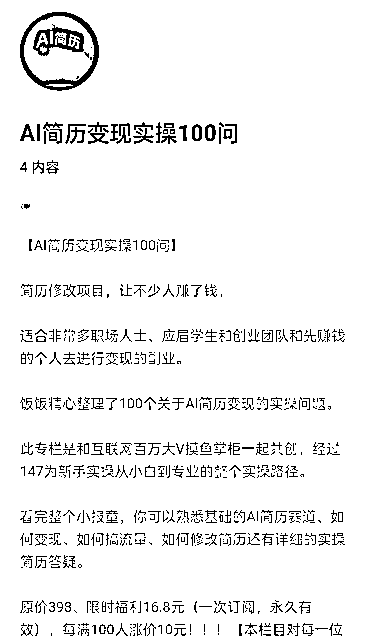 AI简历
AI简历变现实操100问
4 内容
【AI简历变现实操100问】
简历修改项目，让不少人赚了钱，
适合非常多职场人士、应届学生和创业团队和先赚钱
的个人去进行变现的副业。
饭饭精心整理了100个关于AI简历变现的实操问题。
此专栏是和互联网百万大V摸鱼掌柜一起共创，经过
147为新手实操从小白到专业的整个实操路径。
看完整个小报童，你可以熟悉基础的AI简历赛道、如
何变现、如何搞流量、如何修改简历还有详细的实操
简历答疑。
原价398、限时福利16.8元（一次订阅，永久有
效），每满100人涨价10元！！！【本栏目对每一位